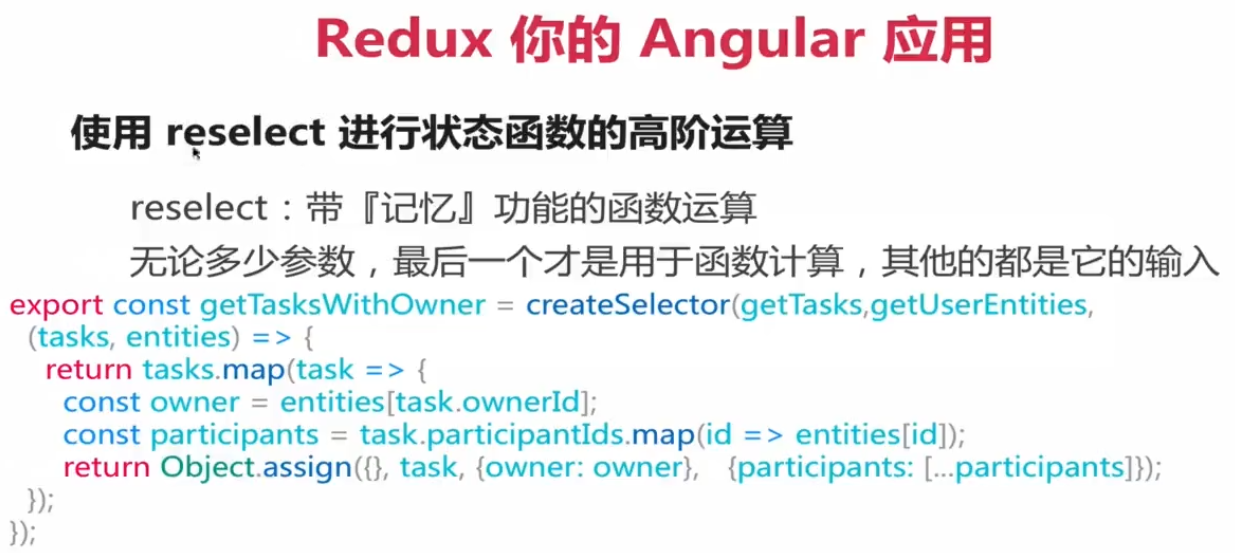 Redux 你的 Angular 应用
使用 reselect 进行状态函数的高阶运算
reselect：带『记忆』功能的函数运算
无论多少参数，最后一个才是用于函数计算，其他的都是它的输入
export const getTasksWithOwner = createSelector(getTasks,getUserEntities,
(tasks, entities) => {
return tasks.map(task => {
const owner = entities[task.ownerId];
const participants = task.participantIds.map(id => entities[id]);
return Object.assign({}, task, {owner: owner}, {participants: [...participants]});
});
});